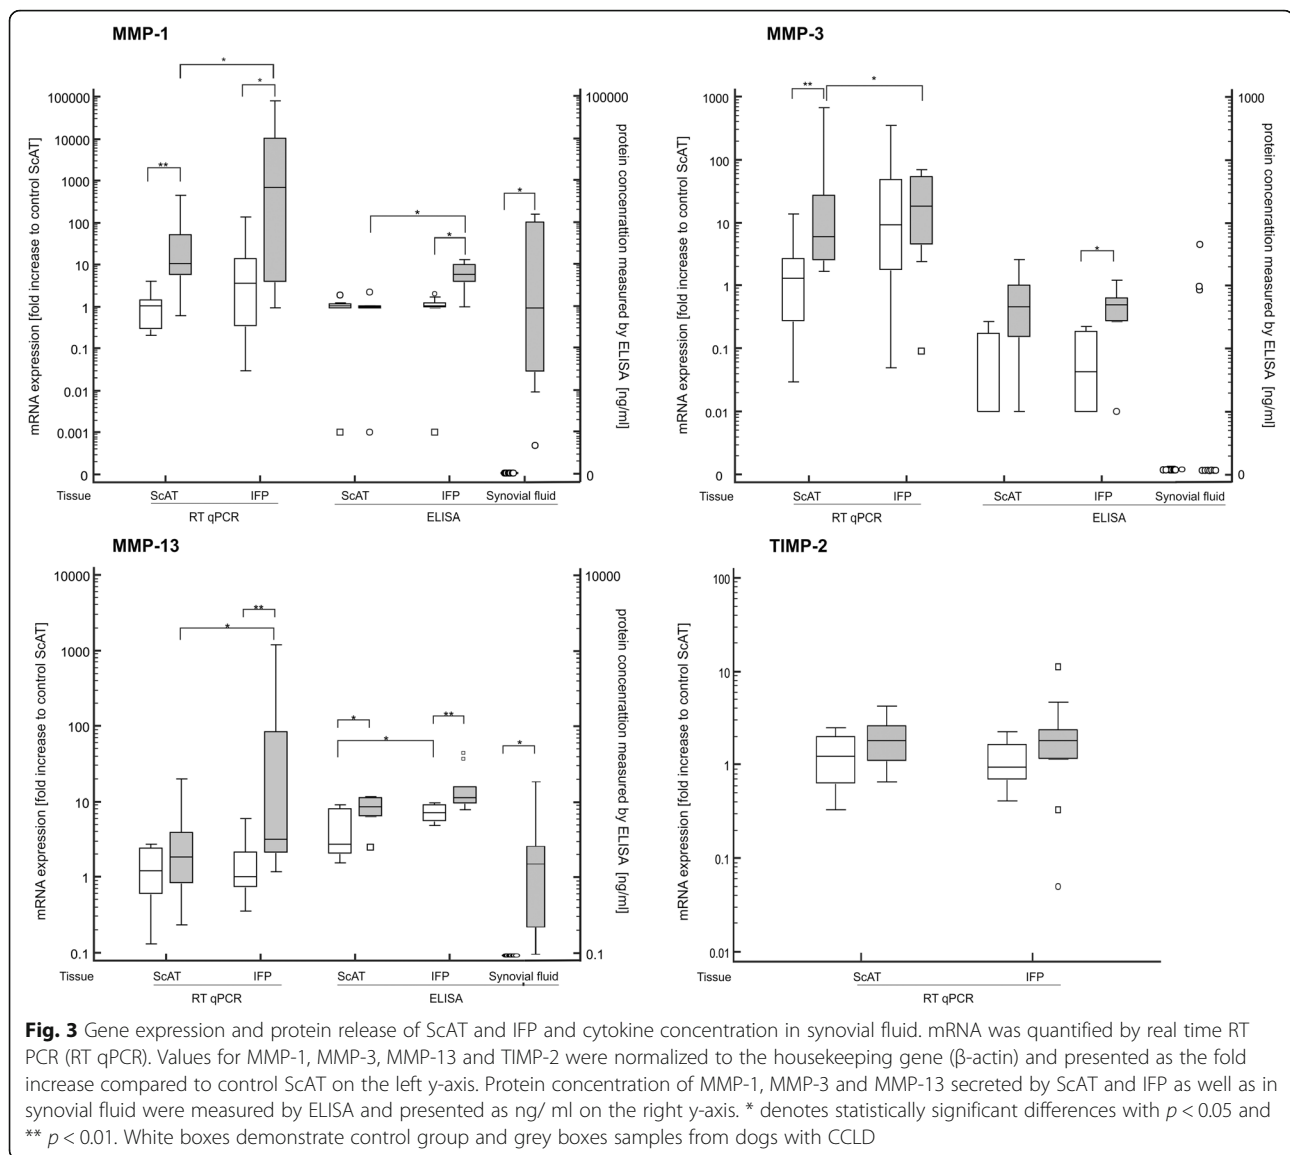 MMP-1
MMP-3
mRNA expression [fold increase to control ScAT]
100000
10000
1000
100
10
1
0.1
0.01
0.001
0
*
*
**
*
*
*
100000
0
protein concenrattion measured by ELISA [ng/ml]
Tissue
ScAT
IFP
ScAT
IFP
Synovial fluid
RT qPCR
ELISA
mRNA expression [fold increase to control ScAT]
1000
100
10
1
0.1
0.01
0
**
*
*
1000
0
protein concenrattion measured by ELISA [ng/ml]
Tissue
ScAT
IFP
ScAT
IFP
Synovial fluid
RT qPCR
ELISA
MMP-13
TIMP-2
mRNA expression [fold increase to control ScAT]
10000
1000
100
10
1
0.1
**
*
*
**
*
*
10000
0.1
protein concenrattion measured by ELISA [ng/ml]
Tissue
ScAT
IFP
ScAT
IFP
Synovial fluid
RT qPCR
ELISA
mRNA expression [fold increase to control ScAT]
100
10
1
0.1
0.01
Tissue
ScAT
IFP
RT qPCR
Fig. 3 Gene expression and protein release of ScAT and IFP and cytokine concentration in synovial fluid. mRNA was quantified by real time RT
PCR (RT qPCR). Values for MMP-1, MMP-3, MMP-13 and TIMP-2 were normalized to the housekeeping gene (β-actin) and presented as the fold
increase compared to control ScAT on the left y-axis. Protein concentration of MMP-1, MMP-3 and MMP-13 secreted by ScAT and IFP as well as in
synovial fluid were measured by ELISA and presented as ng/ ml on the right y-axis. * denotes statistically significant differences with p < 0.05 and
** p < 0.01. White boxes demonstrate control group and grey boxes samples from dogs with CCLD